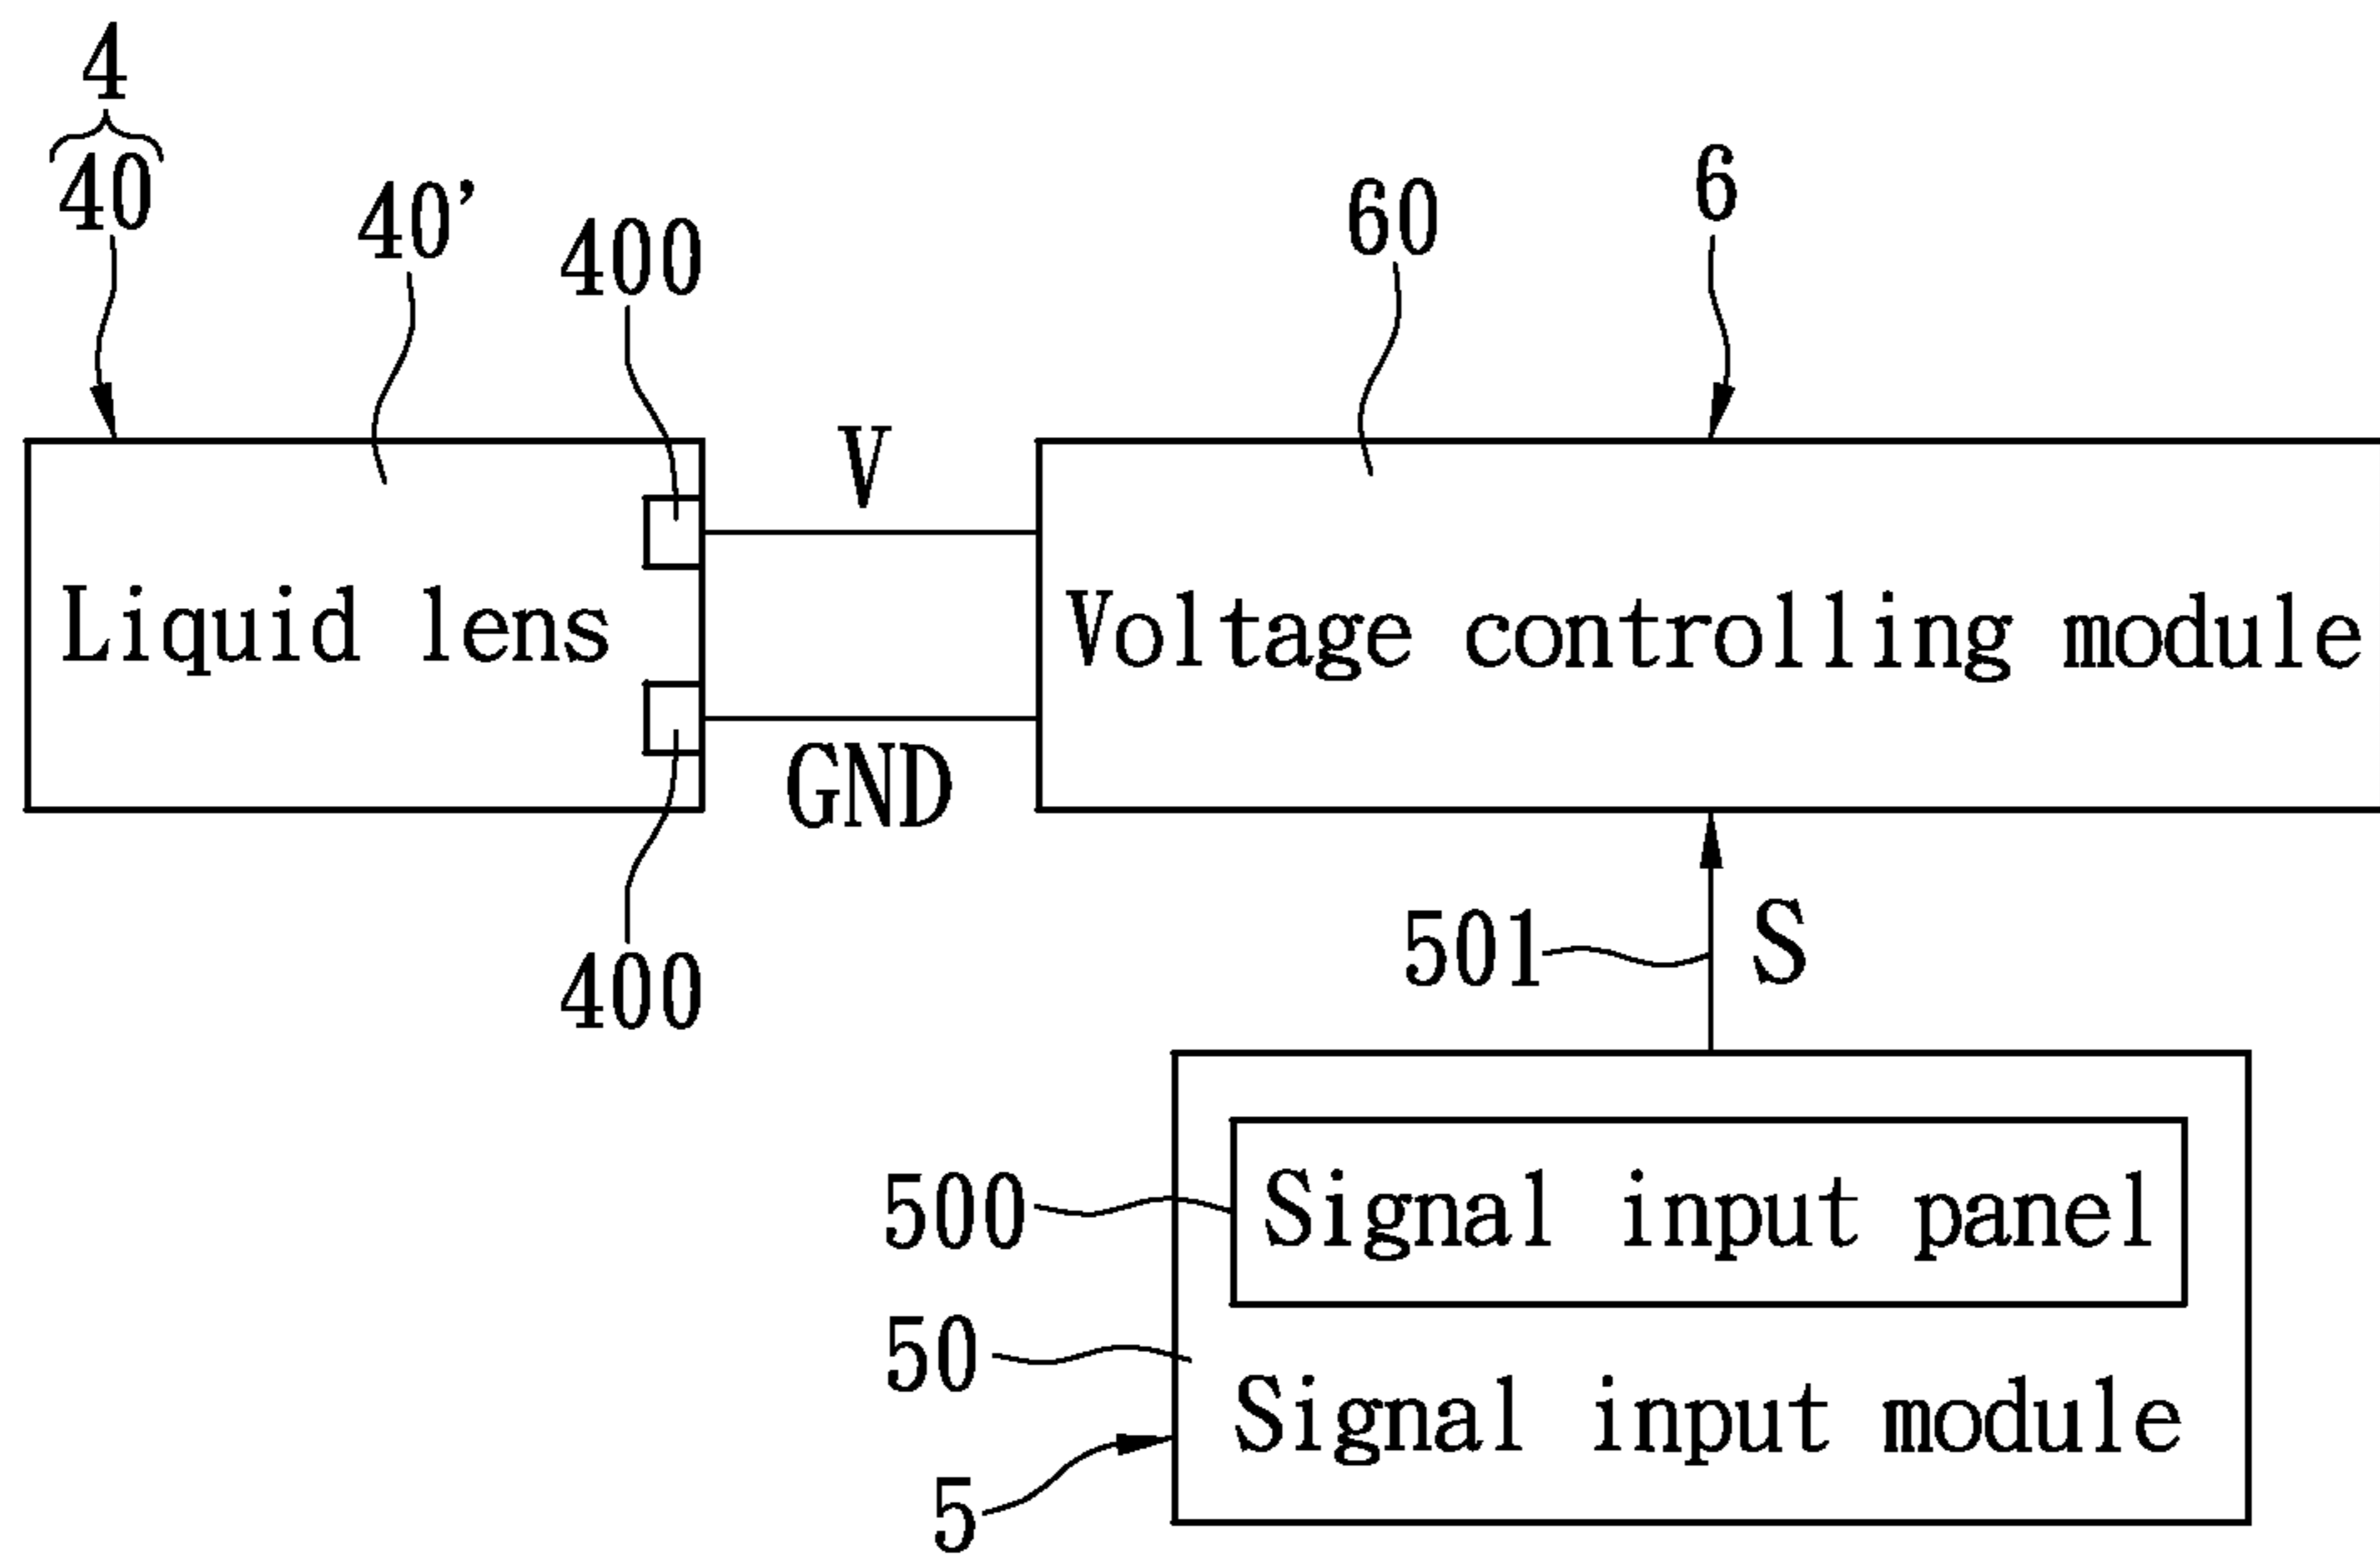 4
40
40’
400
60
6
V
Liquid lens
Voltage controlling module
GND
400
501
S
500
Signal input panel
50
Signal input module
5